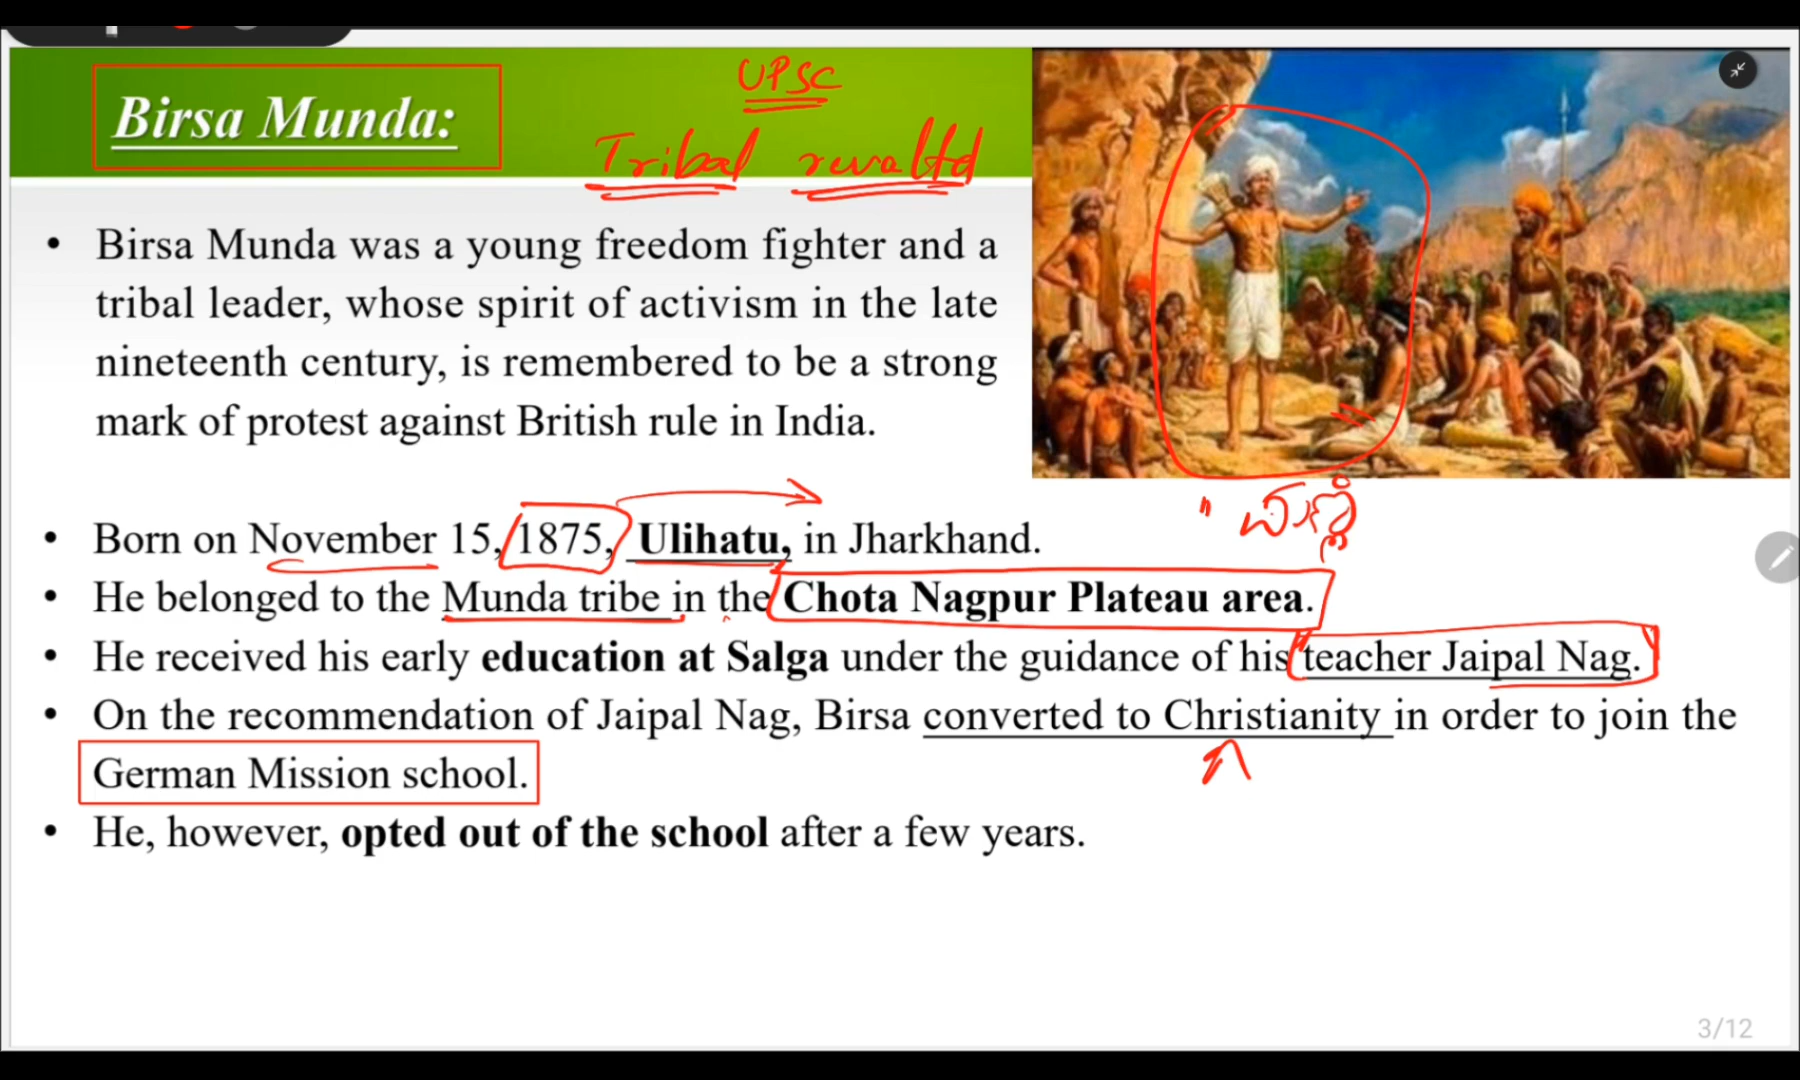 UPSC
Birsa Munda:
Tribal revoltd
Birsa Munda was a young freedom fighter and a
tribal leader, whose spirit of activism in the late
nineteenth century, is remembered to be a strong
mark of protest against British rule in India.
• Born on November 15, 1875, Ulihatu, in Jharkhand.
• He belonged to the Munda tribe in the Chota Nagpur Plateau area.
• He received his early education at Salga under the guidance of his teacher Jaipal Nag.
• On the recommendation of Jaipal Nag, Birsa converted to Christianity in order to join the
German Mission school.
• He, however, opted out of the school after a few years.
3/12